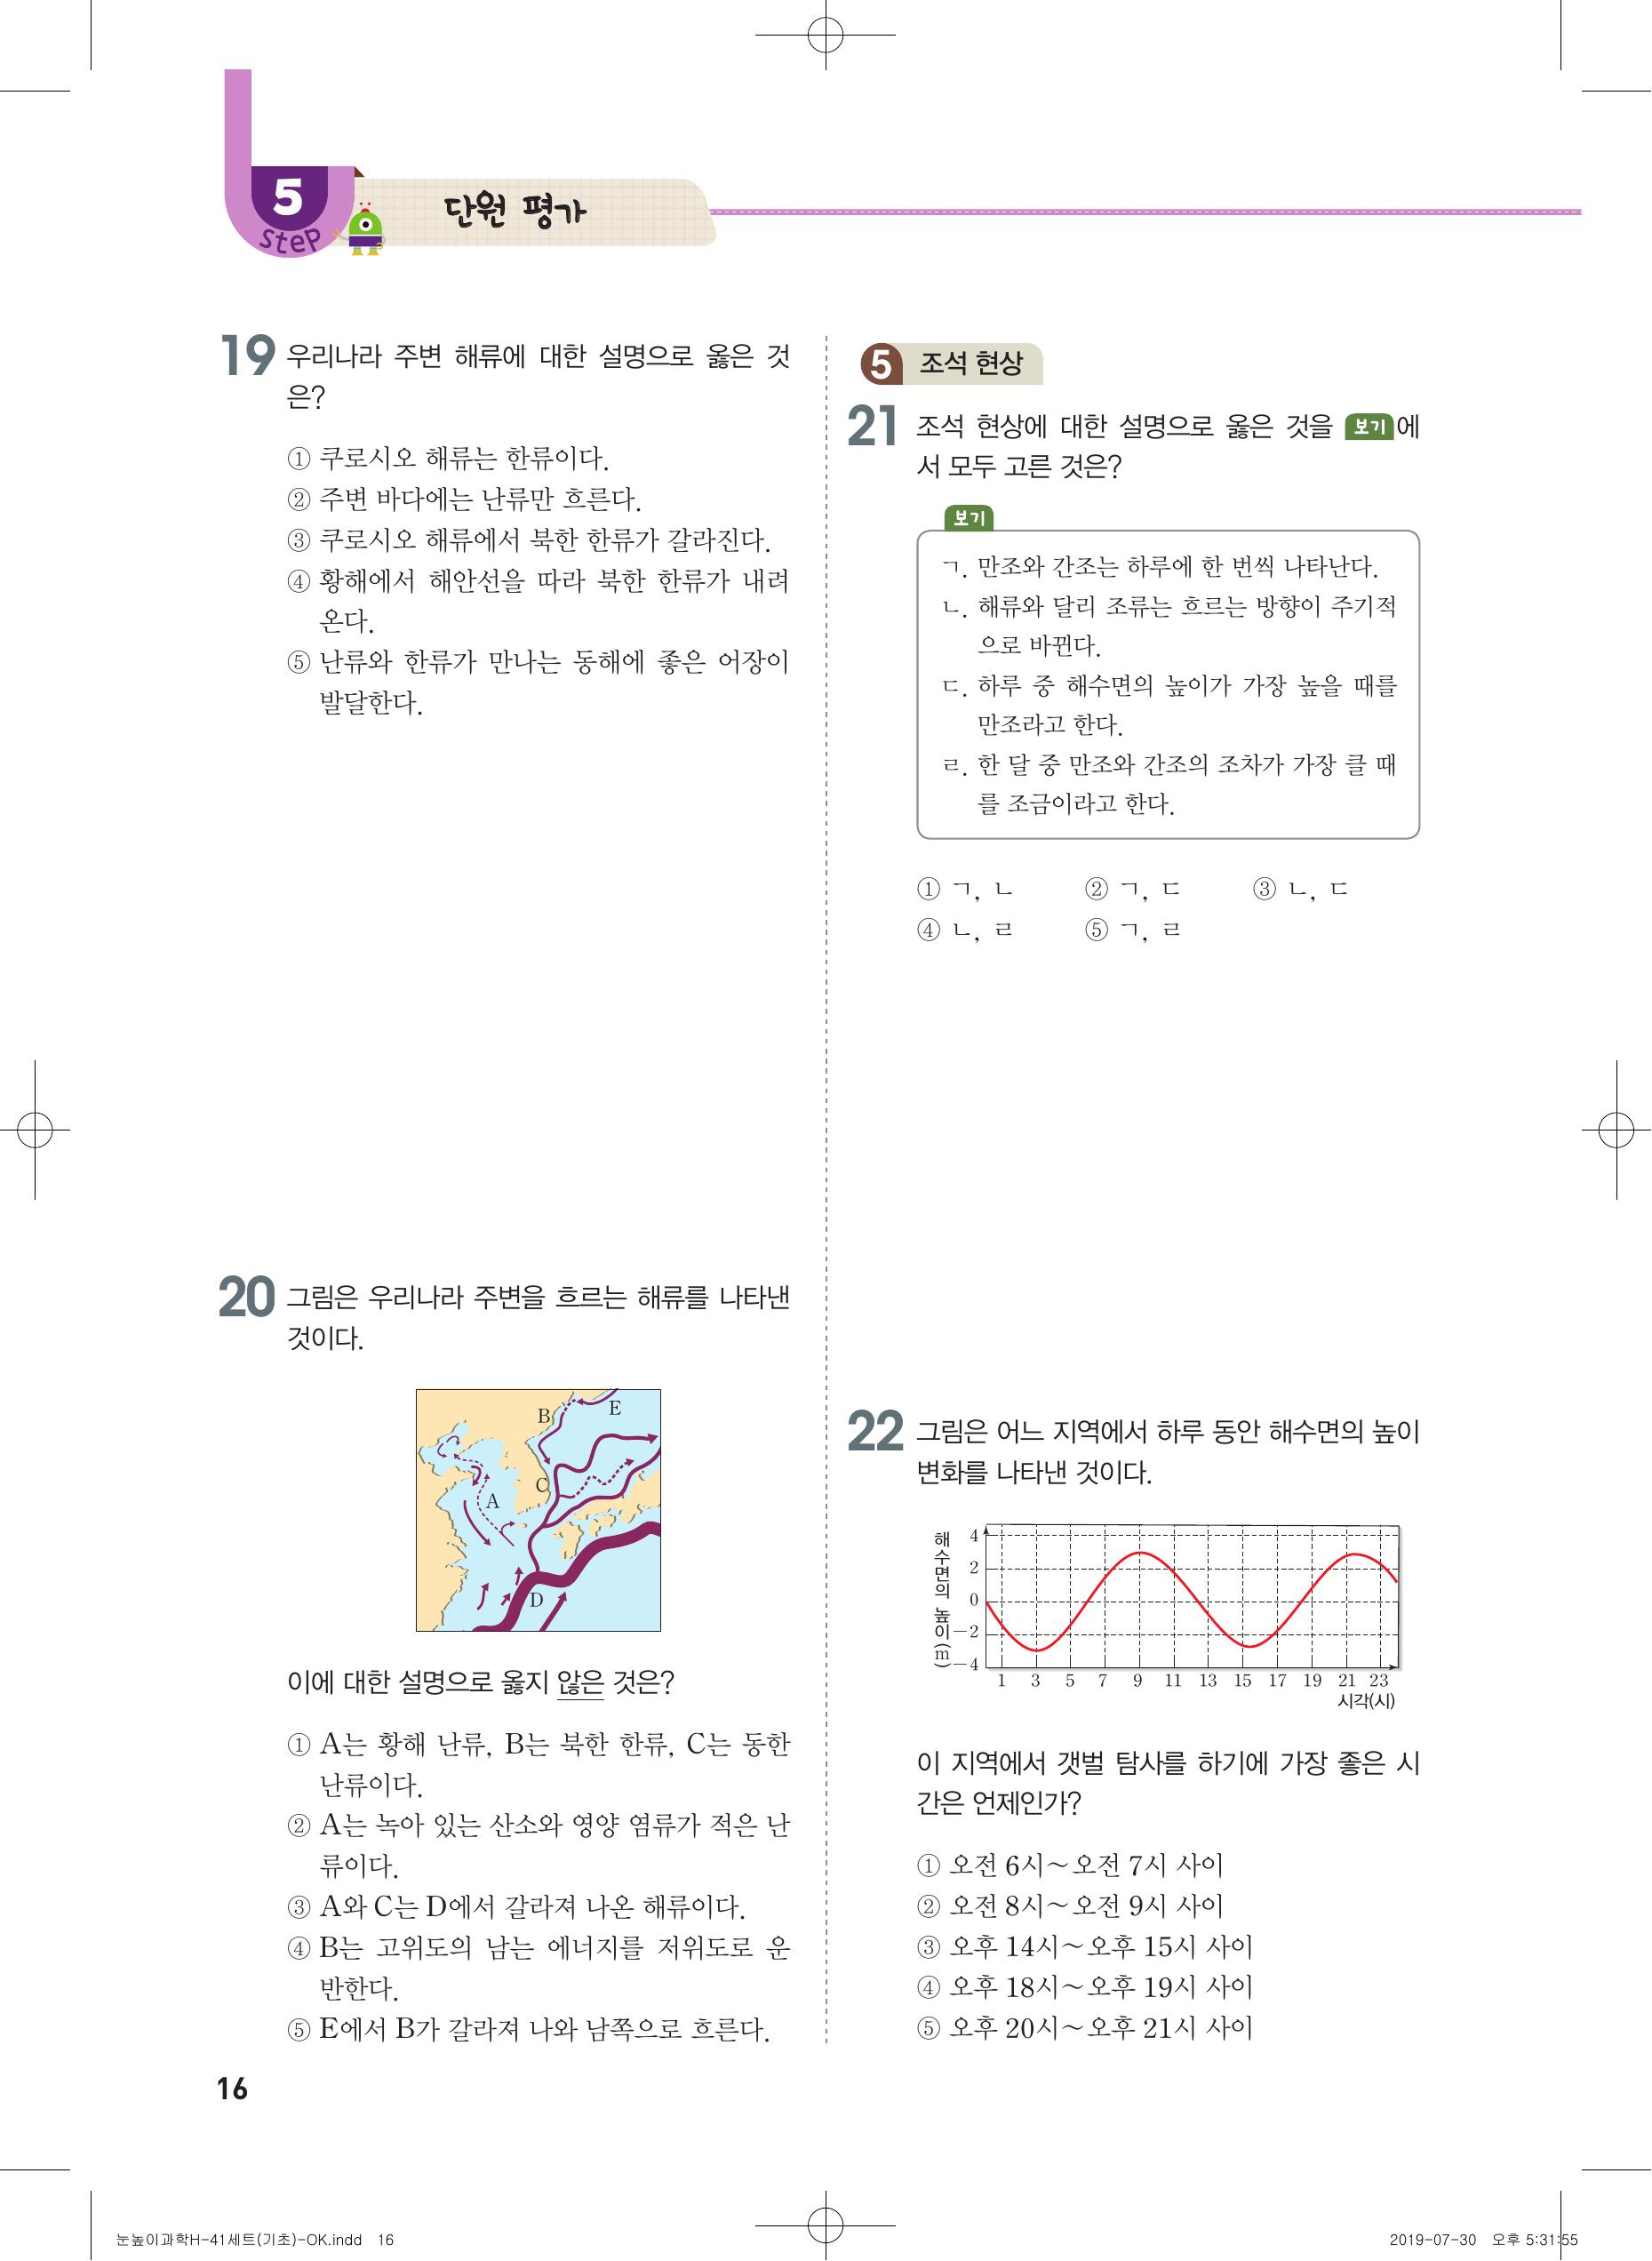 5
step
단원 평가
19 우리나라 주변 해류에 대한 설명으로 옳은 것
은?
① 쿠로시오 해류는 한류이다.
② 주변 바다에는 난류만 흐른다.
③ 쿠로시오 해류에서 북한 한류가 갈라진다.
④ 황해에서 해안선을 따라 북한 한류가 내려
온다.
⑤ 난류와 한류가 만나는 동해에 좋은 어장이
발달한다.
20 그림은 우리나라 주변을 흐르는 해류를 나타낸
것이다.
B E
C
A
D
이에 대한 설명으로 옳지 않은 것은?
① A는 황해 난류, B는 북한 한류, C는 동한
난류이다.
② A는 녹아 있는 산소와 영양 염류가 적은 난
류이다.
③ A와 C는 D에서 갈라져 나온 해류이다.
④ B는 고위도의 남는 에너지를 저위도로 운
반한다.
⑤ E에서 B가 갈라져 나와 남쪽으로 흐른다.
5 조석 현상
21 조석 현상에 대한 설명으로 옳은 것을 보기에
서 모두 고른 것은?
보기
ㄱ. 만조와 간조는 하루에 한 번씩 나타난다.
ㄴ. 해류와 달리 조류는 흐르는 방향이 주기적
으로 바뀐다.
ㄷ. 하루 중 해수면의 높이가 가장 높을 때를
만조라고 한다.
ㄹ. 한 달 중 만조와 간조의 조차가 가장 클 때
를 조금이라고 한다.
① ㄱ, ㄴ ② ㄱ, ㄷ ③ ㄴ, ㄷ
④ ㄴ, ㄹ ⑤ ㄱ, ㄹ
22 그림은 어느 지역에서 하루 동안 해수면의 높이
변화를 나타낸 것이다.
해수면의 높이(m)
4
2
0
-2
-4
1 3 5 7 9 11 13 15 17 19 21 23
시각(시)
이 지역에서 갯벌 탐사를 하기에 가장 좋은 시
간은 언제인가?
① 오전 6시~오전 7시 사이
② 오전 8시~오전 9시 사이
③ 오후 14시~오후 15시 사이
④ 오후 18시~오후 19시 사이
⑤ 오후 20시~오후 21시 사이
16
눈높이과학H-41세트(기초)-OK.indd 16
2019-07-30 오후 5:31:55